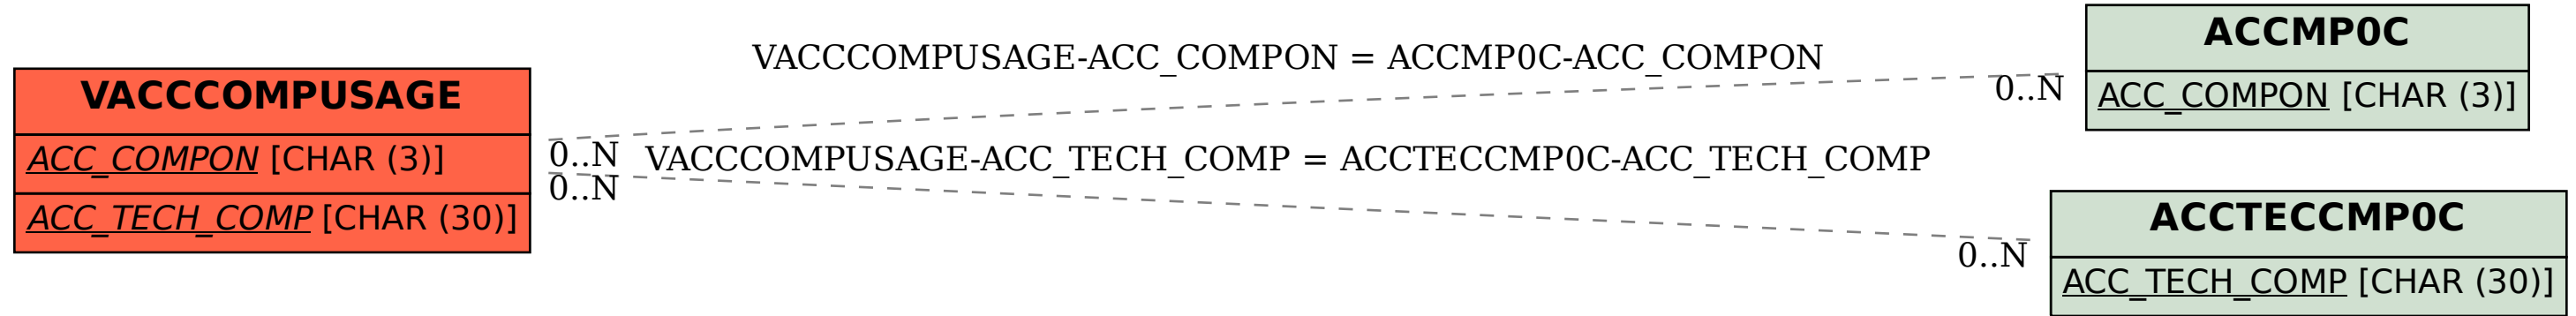 VACCCOMPUSAGE
ACC_COMPON [CHAR (3)]
ACC_TECH_COMP [CHAR (30)]
VACCCOMPUSAGE-ACC_COMPON = ACCMP0C-ACC_COMPON
0..N
0..N
VACCCOMPUSAGE-ACC_TECH_COMP = ACCTECCMP0C-ACC_TECH_COMP
0..N
0..N
ACCMP0C
ACC_COMPON [CHAR (3)]
ACCTECCMP0C
ACC_TECH_COMP [CHAR (30)]